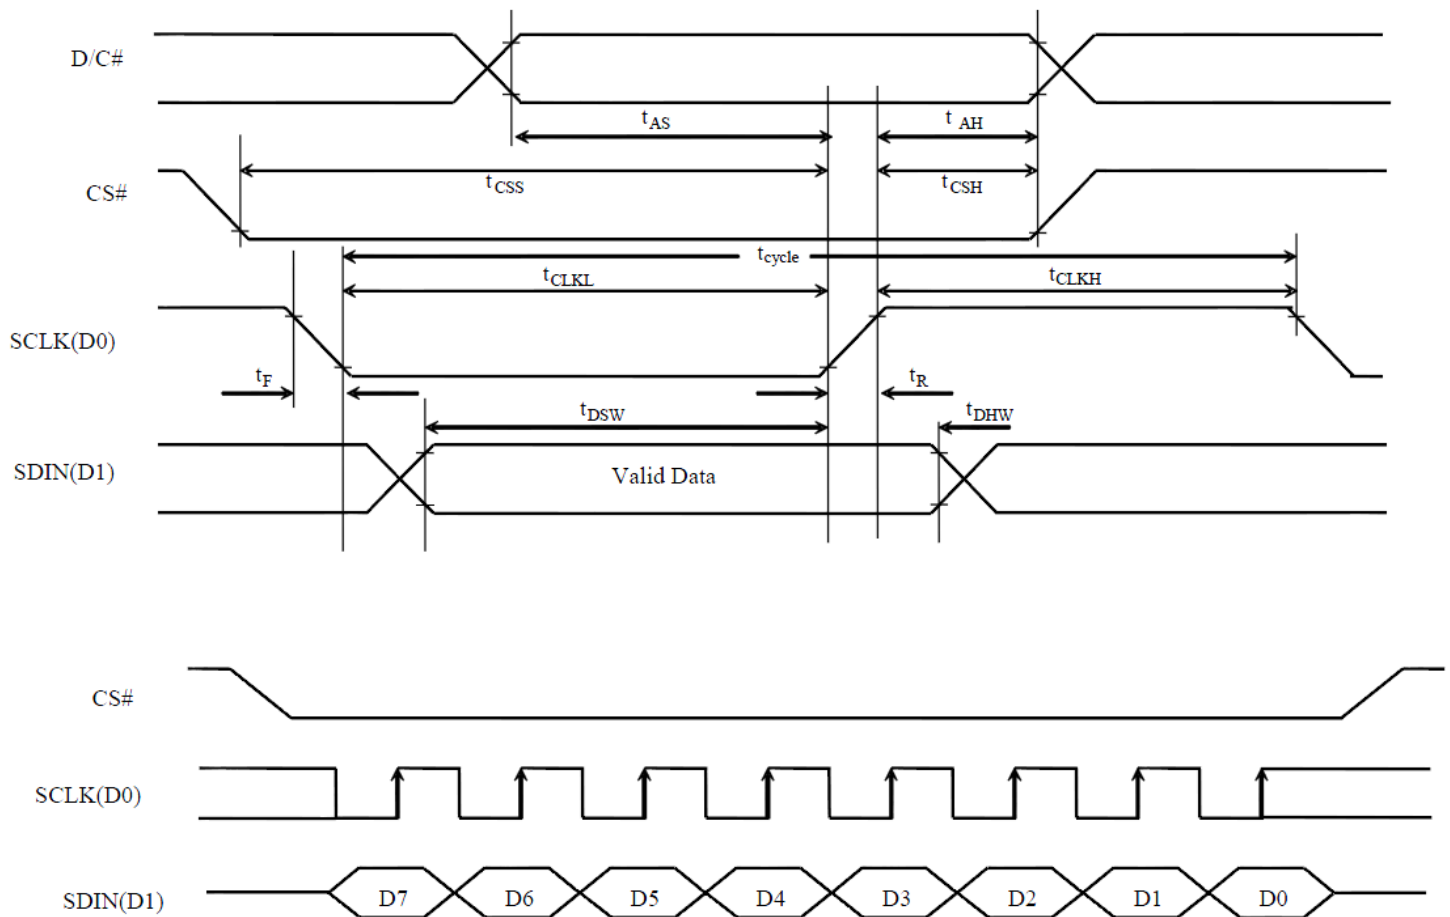 D/C#
tAS
t AH
CS#
tCSS
tCSH
tcycle
tCLKL
tCLKH
SCLK(D0)
tF
tR
tDSW
tDHW
SDIN(D1)
Valid Data
CS#
SCLK(D0)
SDIN(D1)
D7 D6 D5 D4 D3 D2 D1 D0